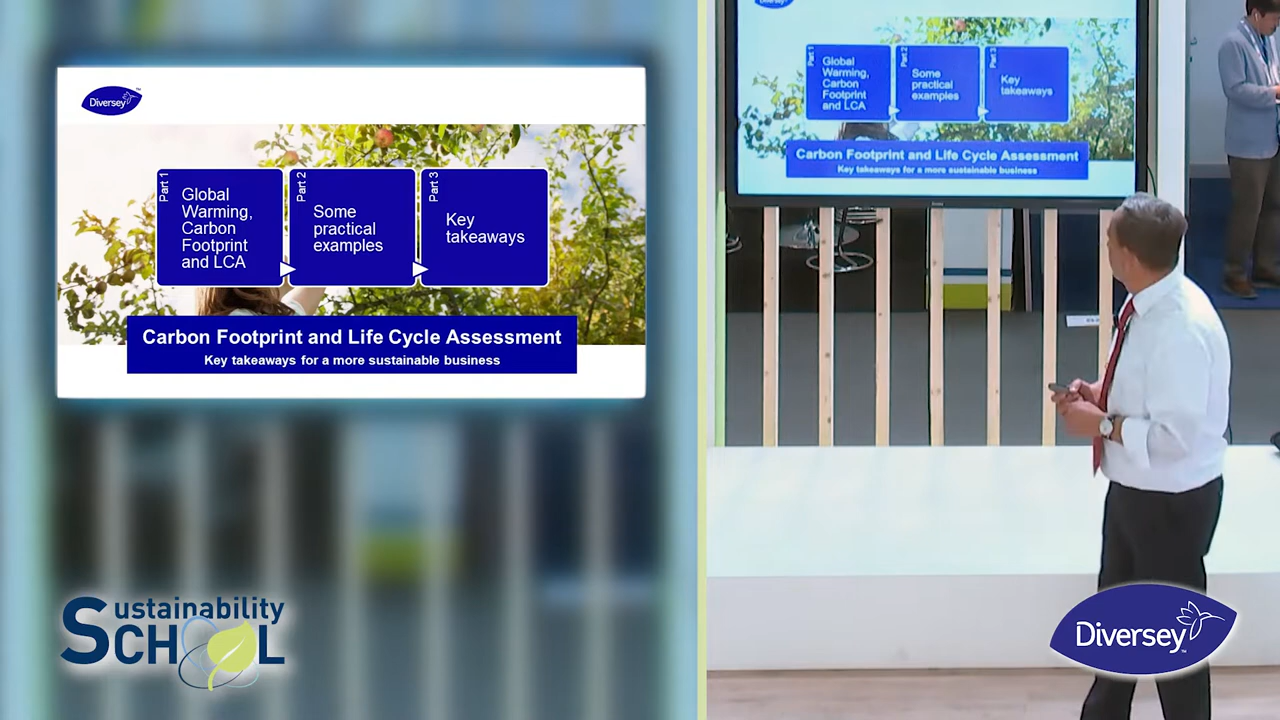 Diversey
Part 1
Global
Warming,
Carbon
Footprint
and LCA
Part 2
Some
practical
examples
Part 3
Key
takeaways
Carbon Footprint and Life Cycle Assessment
Key takeaways for a more sustainable business
Sustainability
SCHOOL
Part 1
Global
Warming,
Carbon
Footprint
and LCA
Part 2
Some
practical
examples
Part 3
Key
takeaways
Carbon Footprint and Life Cycle Assessment
Key takeaways for a more sustainable business
Diversey
TM